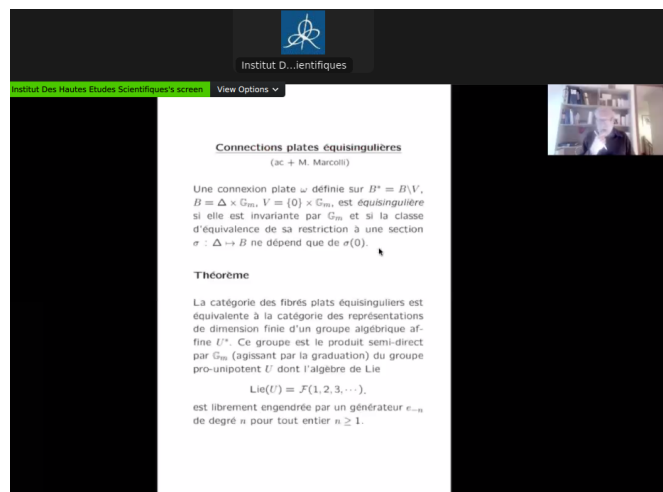 Institut D...ientifiques
Institut Des Hautes Etudes Scientifiques's screen
View Options
Connections plates équisingulières
(ac + M. Marcolli)
Une connexion plate ω définie sur B* = B\V,
B = Δ × 𝔾ₘ, V = {0} × 𝔾ₘ, est équisingulière
si elle est invariante par 𝔾ₘ et si la classe
d'équivalence de sa restriction à une section
σ : Δ ↦ B ne dépend que de σ(0).
Théorème
La catégorie des fibrés plats équisinguliers est
équivalente à la catégorie des représentations
de dimension finie d'un groupe algébrique af-
fine U*. Ce groupe est le produit semi-direct
par 𝔾ₘ (agissant par la graduation) du groupe
pro-unipotent U dont l'algèbre de Lie
Lie(U) = ℱ(1, 2, 3, ⋯),
est librement engendrée par un générateur e₋ₙ
de degré n pour tout entier n ≥ 1.